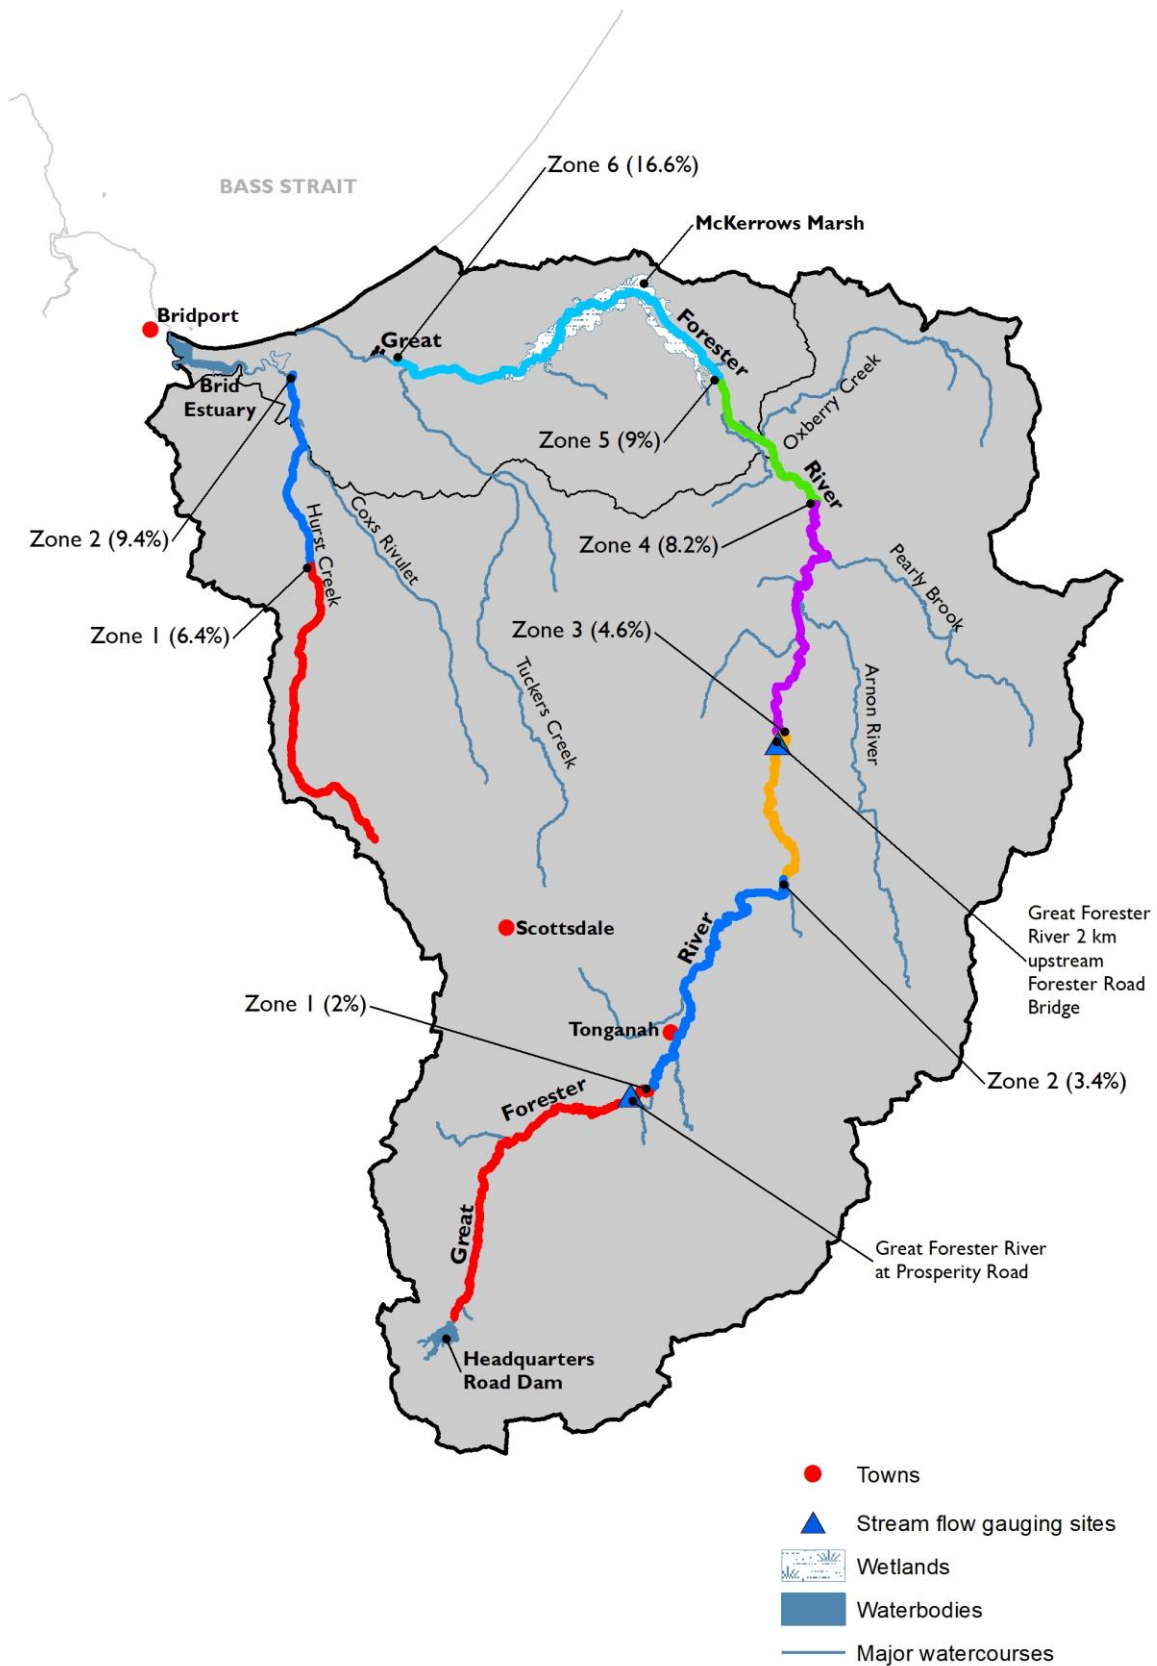 Zone 6 (16.6%)
BASS STRAIT
McKerrows Marsh
Bridport
Great
Forester
Brid
Estuary
Oxberry Creek
Zone 5 (9%)
River
Zone 2 (9.4%)
Hurst Creek
Coxs Rivulet
Zone 4 (8.2%)
Pearly Brook
Zone 1 (6.4%)
Zone 3 (4.6%)
Tuckers Creek
Arnon River
Great Forester
River 2 km
upstream
Forester Road
Bridge
Scottsdale
River
Zone 1 (2%)
Tonganah
Zone 2 (3.4%)
Forester
Great
Great Forester River
at Prosperity Road
Headquarters
Road Dam
Towns
Stream flow gauging sites
Wetlands
Waterbodies
Major watercourses